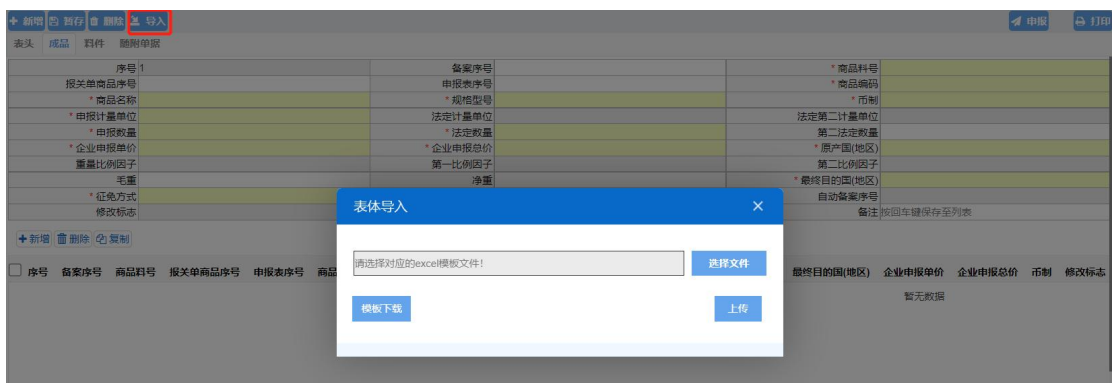 新增 暂存 删除 导入 申报 打印
表头 成品 料件 随附单据
序号 1 备案序号 *商品料号
报关单商品序号 申报表序号 *商品编码
*商品名称 *规格型号 *币制
*申报计量单位 法定计量单位 法定第二计量单位
*申报数量 *法定数量 第二法定数量
*企业申报单价 *企业申报总价 *原产国(地区)
重量比例因子 第一比例因子 第二比例因子
毛重 净重 *最终目的国(地区)
*征免方式 自动备案序号
修改标志 备注 按回车键保存至列表
表体导入 ×
新增 删除 复制
请选择对应的excel模板文件! 选择文件
序号 备案序号 商品料号 报关单商品序号 申报表序号 商品 最终目的国(地区) 企业申报单价 企业申报总价 币制 修改标志
暂无数据
模板下载 上传